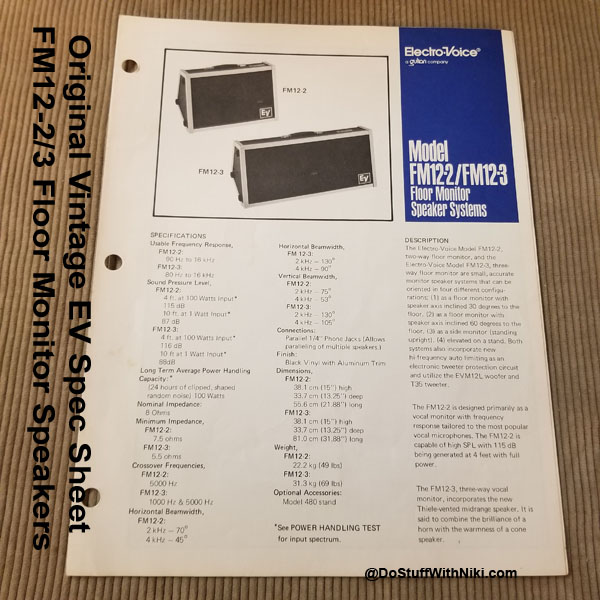 Original Vintage EV Spec Sheet
FM12-2/3 Floor Monitor Speakers
FM12-2
EV
FM12-3
EV
Electro-Voice®
a gulton company
Model
FM12-2/FM12-3
Floor Monitor
Speaker Systems
SPECIFICATIONS
Usable Frequency Response,
FM12-2:
90 Hz to 16 kHz
FM12-3:
80 Hz to 16 kHz
Sound Pressure Level,
FM12-2:
4 ft. at 100 Watts Input*
115 dB
10 ft. at 1 Watt Input*
87 dB
FM12-3:
4 ft. at 100 Watts Input*
116 dB
10 ft at 1 Watt Input*
88dB
Long Term Average Power Handling
Capacity:*
(24 hours of clipped, shaped
random noise) 100 Watts
Nominal Impedance:
8 Ohms
Minimum Impedance,
FM12-2:
7.5 ohms
FM12-3:
5.5 ohms
Crossover Frequencies,
FM12-2:
5000 Hz
FM12-3:
1000 Hz & 5000 Hz
Horizontal Beamwidth,
FM12-2:
2 kHz – 70°
4 kHz – 45°
Horizontal Beamwidth,
FM 12-3:
2 kHz – 130°
4 kHz – 90°
Vertical Beamwidth,
FM12-2:
2 kHz – 75°
4 kHz – 53°
FM12-3:
2 kHz – 130°
4 kHz – 105°
Connections:
Parallel 1/4" Phone Jacks (Allows
paralleling of multiple speakers.)
Finish:
Black Vinyl with Aluminum Trim
Dimensions,
FM12-2:
38.1 cm (15") high
33.7 cm (13.25") deep
55.6 cm (21.88") long
FM12-3:
38.1 cm (15") high
33.7 cm (13.25") deep
81.0 cm (31.88") long
Weight,
FM12-2:
22.2 kg (49 lbs)
FM12-3:
31.3 kg (69 lbs)
Optional Accessories:
Model 480 stand
*See POWER HANDLING TEST
for input spectrum.
DESCRIPTION
The Electro-Voice Model FM12-2,
two-way floor monitor, and the
Electro-Voice Model FM12-3, three-
way floor monitor are small, accurate
monitor speaker systems that can be
oriented in four different configu-
rations: (1) as a floor monitor with
speaker axis inclined 30 degrees to the
floor, (2) as a floor monitor with
speaker axis inclined 60 degrees to the
floor, (3) as a side monitor (standing
upright), (4) elevated on a stand. Both
systems also incorporate new
hi-frequency auto limiting as an
electronic tweeter protection circuit
and utilize the EVM12L woofer and
T35 tweeter.
The FM12-2 is designed primarily as a
vocal monitor with frequency
response tailored to the most popular
vocal microphones. The FM12-2 is
capable of high SPL with 115 dB
being generated at 4 feet with full
power.
The FM12-3, three-way vocal
monitor, incorporates the new
Thiele-vented midrange speaker. It is
said to combine the brilliance of a
horn with the warmness of a cone
speaker.
@DoStuffWithNiki.com